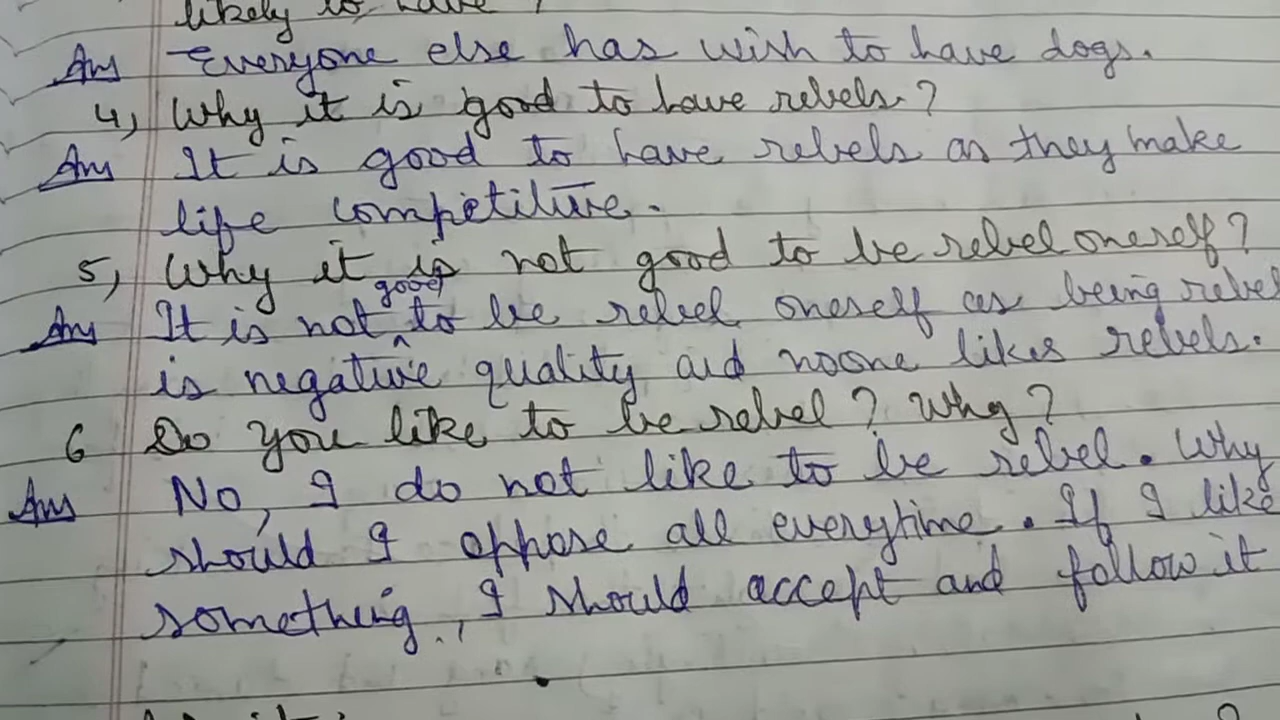 likely to have ?
Ans Everyone else has wish to have dogs.
4, Why it is good to have rebels ?
Ans It is good to have rebels as they make
life competitive.
5, Why it is not good to be rebel oneself ?
good
Ans It is not ^ to be rebel oneself as being rebel
is negative quality and noone likes rebels.
6 Do you like to be rebel ? Why ?
Ans No, I do not like to be rebel. Why
should I oppose all everytime. If I like
something, I should accept and follow it